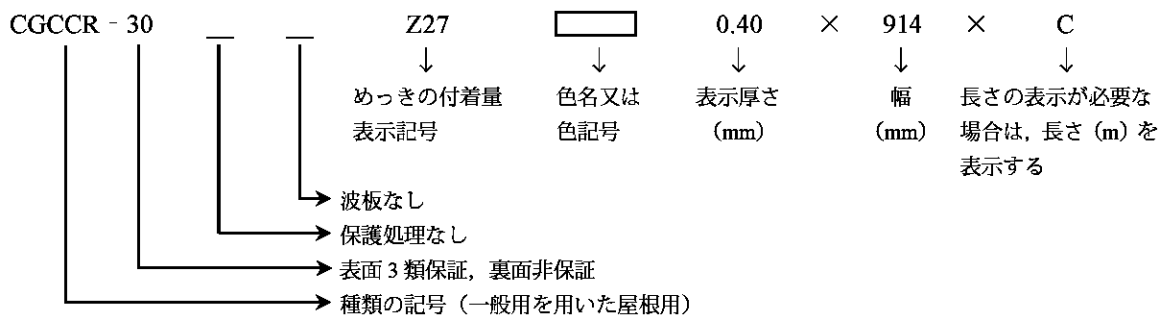 CGCCR - 30 _ _ Z27 0.40 × 914 × C
めっきの付着量
表示記号
色名又は
色記号
表示厚さ
(mm)
幅
(mm)
長さの表示が必要な
場合は，長さ（m）を
表示する
波板なし
保護処理なし
表面３類保証，裏面非保証
種類の記号（一般用を用いた屋根用）